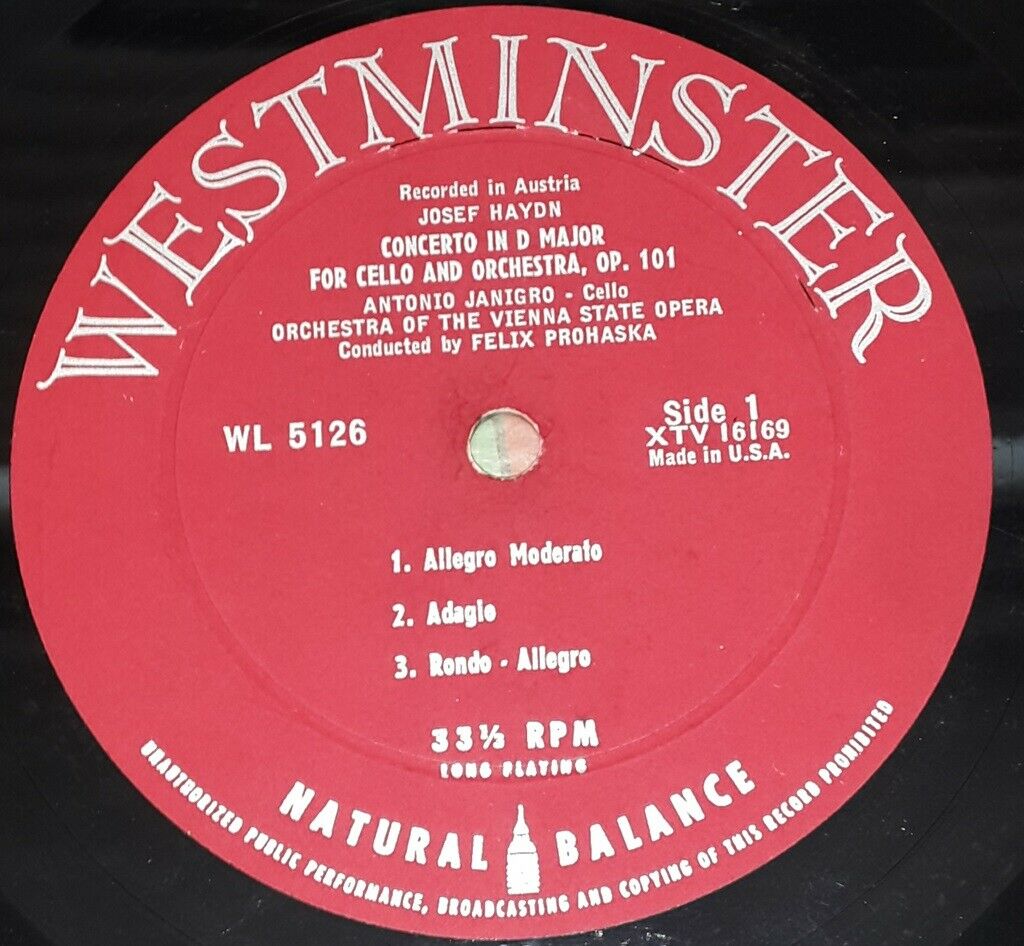 WESTMINSTER
Recorded in Austria
JOSEF HAYDN
CONCERTO IN D MAJOR
FOR CELLO AND ORCHESTRA, OP. 101
ANTONIO JANIGRO - Cello
ORCHESTRA OF THE VIENNA STATE OPERA
Conducted by FELIX PROHASKA
WL 5126
Side 1
XTV 16169
Made in U.S.A.
1. Allegro Moderato
2. Adagio
3. Rondo - Allegro
33⅓ RPM
LONG PLAYING
NATURAL BALANCE
UNAUTHORIZED PUBLIC PERFORMANCE, BROADCASTING AND COPYING OF THIS RECORD PROHIBITED